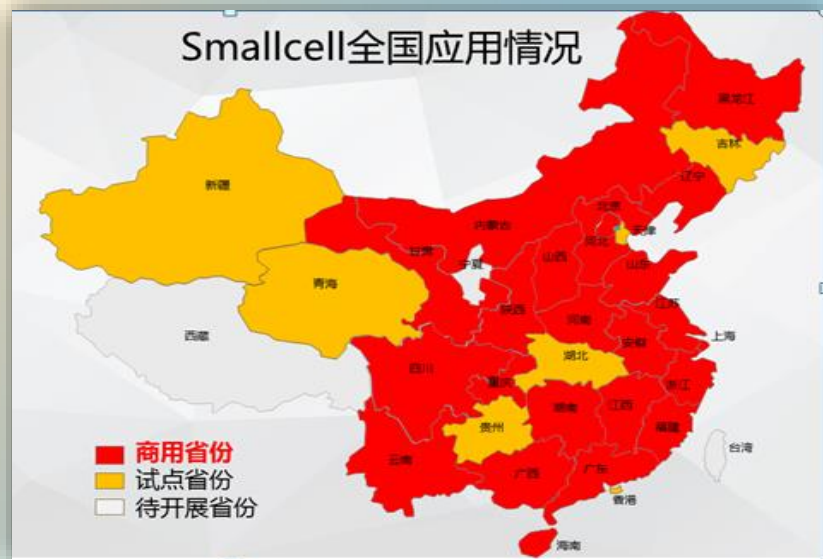 Smallcell全国应用情况
黑龙江
吉林
辽宁
新疆
内蒙古
北京
天津
河北
甘肃
宁夏
山西
山东
青海
陕西
河南
江苏
西藏
安徽
上海
湖北
四川
重庆
浙江
湖南
江西
贵州
福建
云南
台湾
广西
广东
香港
海南
商用省份
试点省份
待开展省份